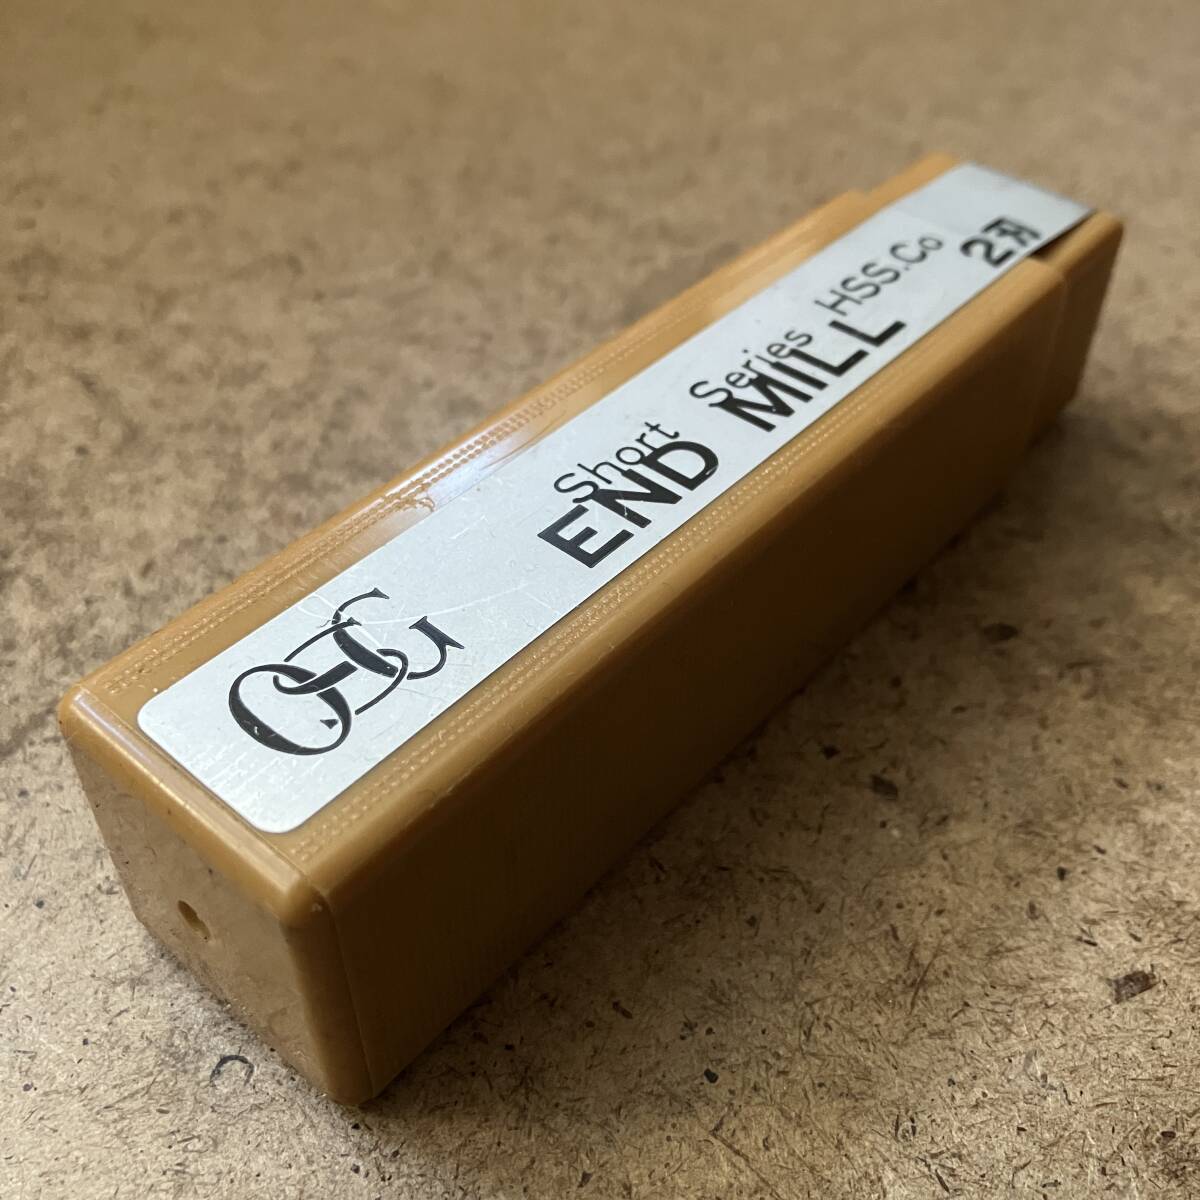 OSG
Short Series HSS.Co
END MILL 2刃